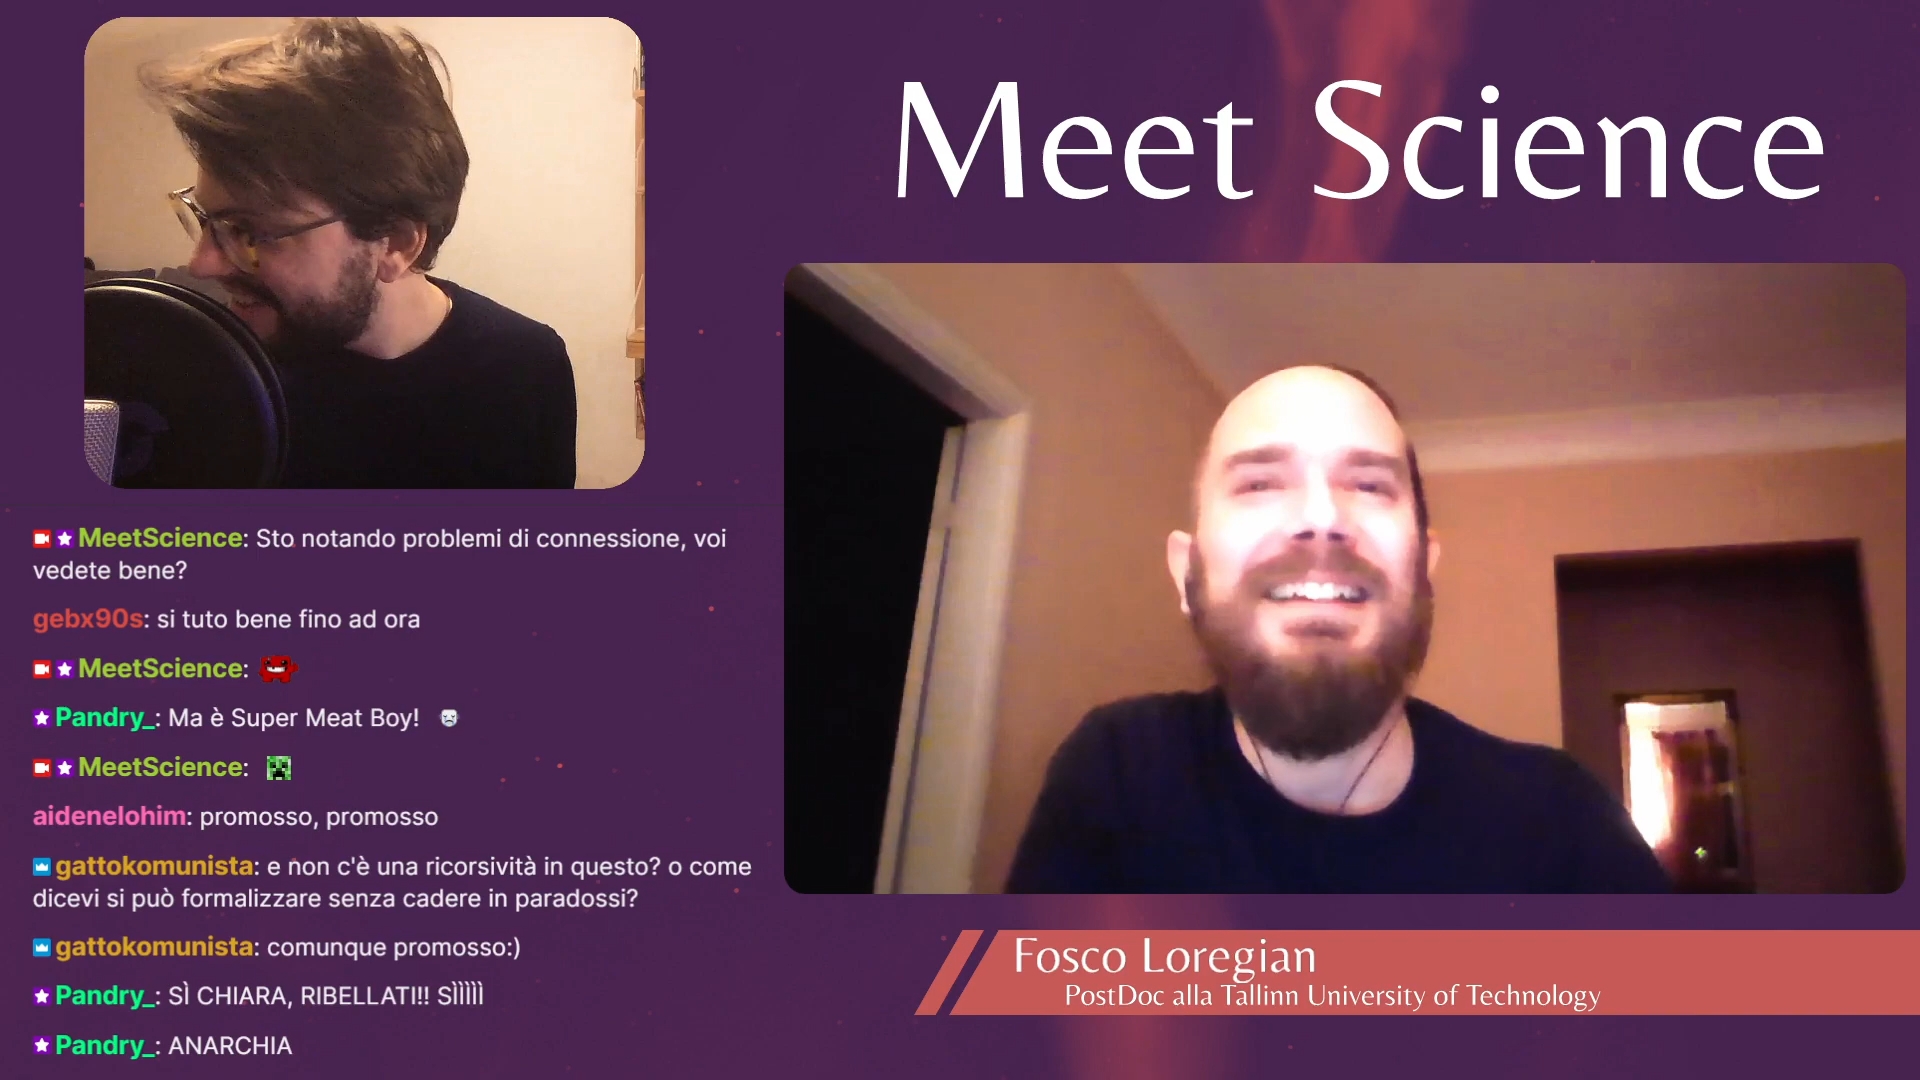 Meet Science
MeetScience: Sto notando problemi di connessione, voi
vedete bene?
gebx90s: si tuto bene fino ad ora
MeetScience:
Pandry_: Ma è Super Meat Boy!
MeetScience:
aidenelohim: promosso, promosso
gattokomunista: e non c'è una ricorsività in questo? o come
dicevi si può formalizzare senza cadere in paradossi?
gattokomunista: comunque promosso:)
Pandry_: SÌ CHIARA, RIBELLATI!! SÌÌÌÌÌ
Pandry_: ANARCHIA
Fosco Loregian
PostDoc alla Tallinn University of Technology